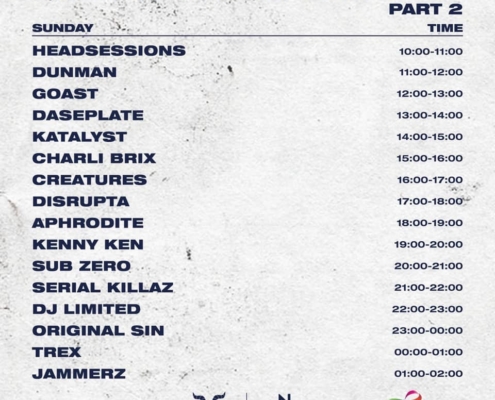 PART 2
SUNDAY TIME
HEADSESSIONS 10:00-11:00
DUNMAN 11:00-12:00
GOAST 12:00-13:00
DASEPLATE 13:00-14:00
KATALYST 14:00-15:00
CHARLI BRIX 15:00-16:00
CREATURES 16:00-17:00
DISRUPTA 17:00-18:00
APHRODITE 18:00-19:00
KENNY KEN 19:00-20:00
SUB ZERO 20:00-21:00
SERIAL KILLAZ 21:00-22:00
DJ LIMITED 22:00-23:00
ORIGINAL SIN 23:00-00:00
TREX 00:00-01:00
JAMMERZ 01:00-02:00